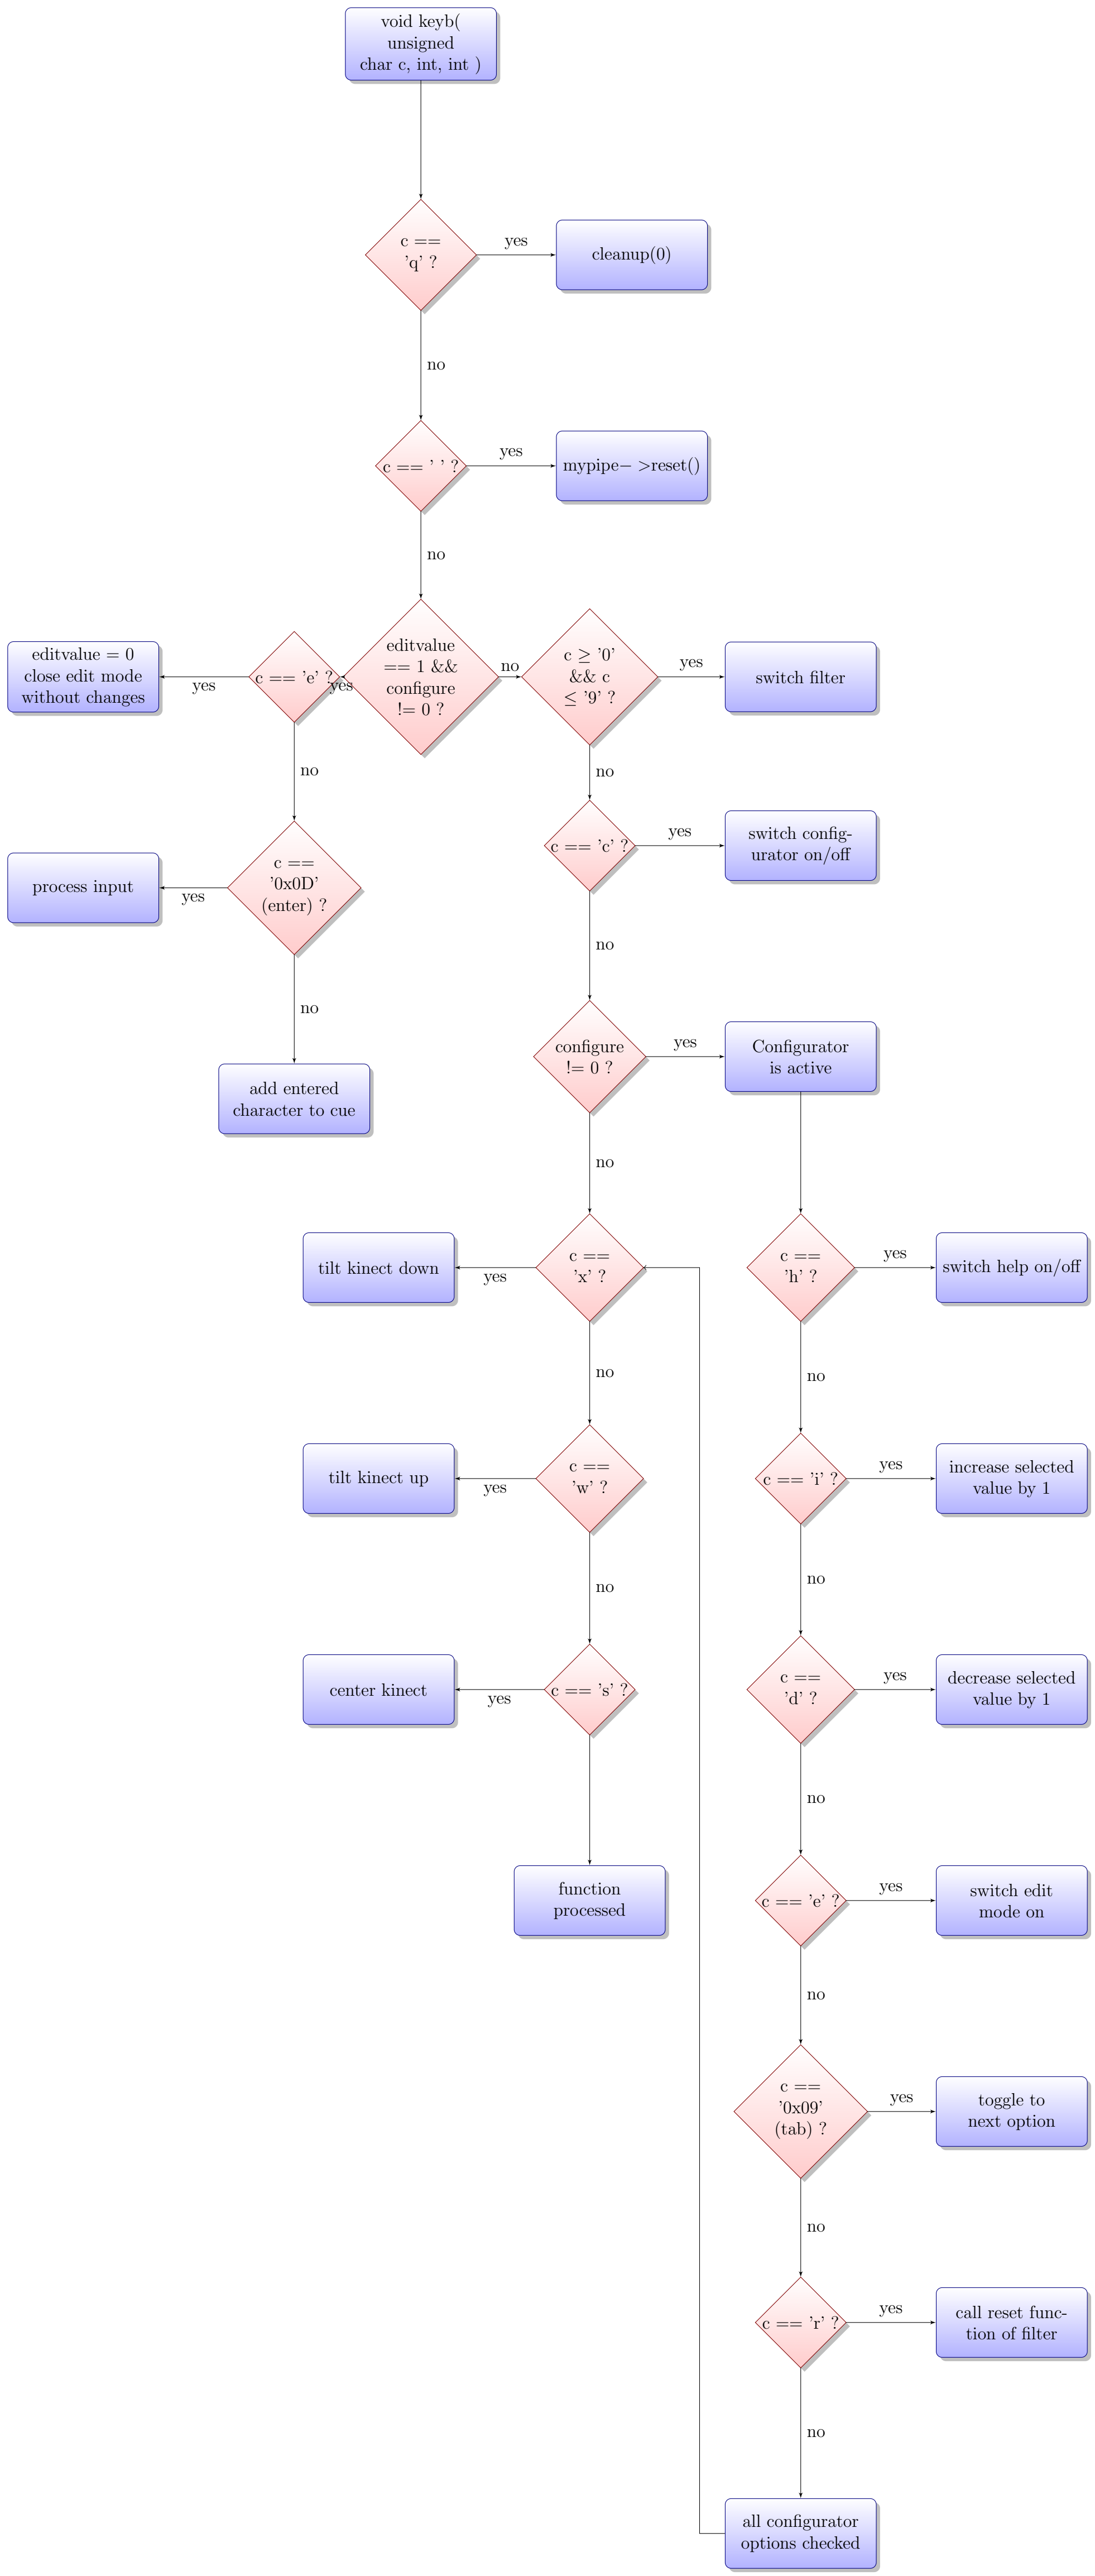 void keyb(
unsigned
char c, int, int )
c ==
'q' ?
yes
cleanup(0)
no
c == ' ' ?
yes
mypipe− >reset()
no
editvalue = 0
close edit mode
without changes
yes
c == 'e' ?
yes
editvalue
== 1 &&
configure
!= 0 ?
no
c ≥ '0'
&& c
≤ '9' ?
yes
switch filter
no
no
c == 'c' ?
yes
switch config-
urator on/off
process input
yes
c ==
'0x0D'
(enter) ?
no
no
configure
!= 0 ?
yes
Configurator
is active
add entered
character to cue
no
tilt kinect down
yes
c ==
'x' ?
c ==
'h' ?
yes
switch help on/off
no
no
tilt kinect up
yes
c ==
'w' ?
c == 'i' ?
yes
increase selected
value by 1
no
no
center kinect
yes
c == 's' ?
c ==
'd' ?
yes
decrease selected
value by 1
no
function
processed
c == 'e' ?
yes
switch edit
mode on
no
c ==
'0x09'
(tab) ?
yes
toggle to
next option
no
c == 'r' ?
yes
call reset func-
tion of filter
no
all configurator
options checked